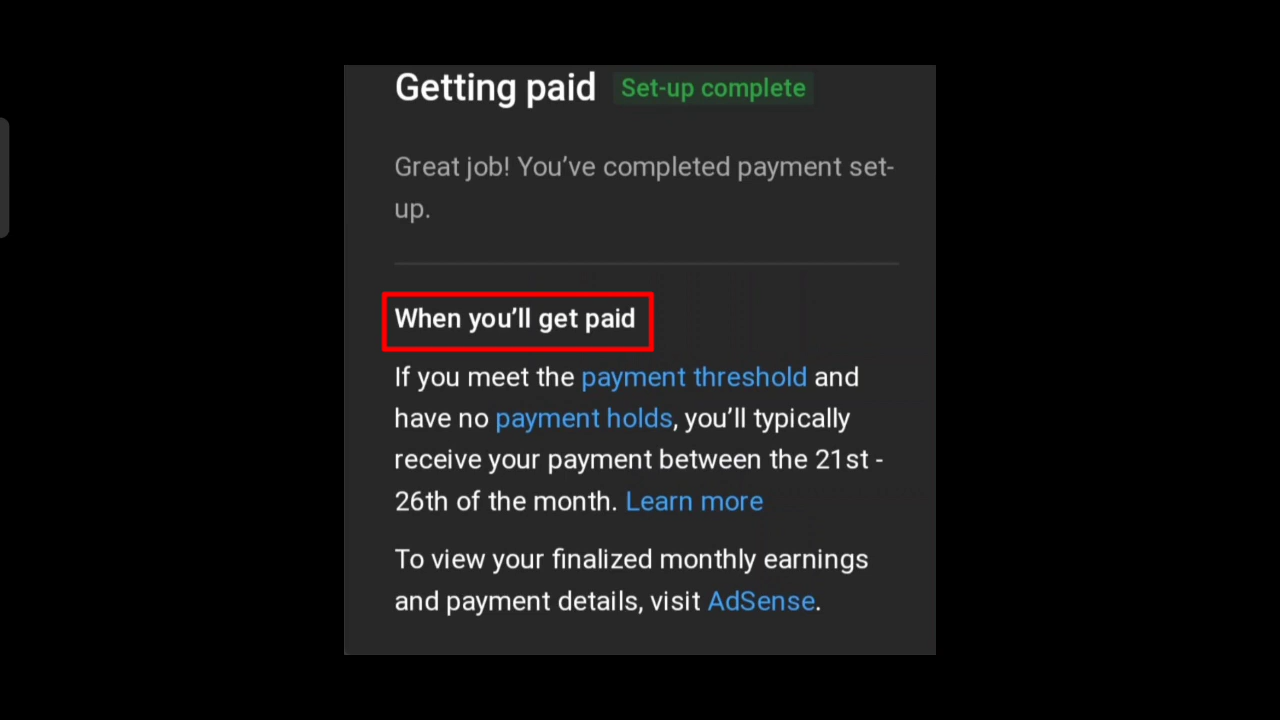 Getting paid Set-up complete
Great job! You’ve completed payment set-
up.
When you’ll get paid
If you meet the payment threshold and
have no payment holds, you’ll typically
receive your payment between the 21st -
26th of the month. Learn more
To view your finalized monthly earnings
and payment details, visit AdSense.